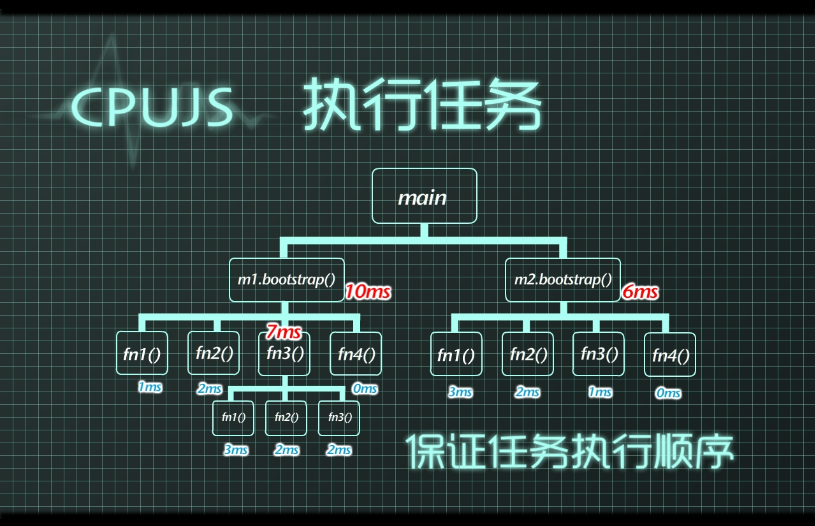 CPUJS 执行任务
main
m1.bootstrap() m2.bootstrap()
10ms 6ms
7ms
fn1() fn2() fn3() fn4() fn1() fn2() fn3() fn4()
1ms 2ms 0ms 3ms 2ms 1ms 0ms
fn1() fn2() fn3()
3ms 2ms 2ms
保证任务执行顺序